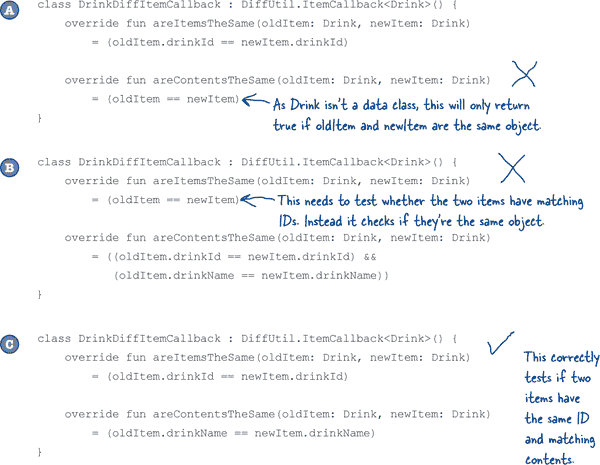 A
class DrinkDiffItemCallback : DiffUtil.ItemCallback<Drink>() {
override fun areItemsTheSame(oldItem: Drink, newItem: Drink)
= (oldItem.drinkId == newItem.drinkId)
override fun areContentsTheSame(oldItem: Drink, newItem: Drink)
= (oldItem == newItem)
As Drink isn't a data class, this will only return
true if oldItem and newItem are the same object.
}
B
class DrinkDiffItemCallback : DiffUtil.ItemCallback<Drink>() {
override fun areItemsTheSame(oldItem: Drink, newItem: Drink)
= (oldItem == newItem)
This needs to test whether the two items have matching
IDs. Instead it checks if they're the same object.
override fun areContentsTheSame(oldItem: Drink, newItem: Drink)
= ((oldItem.drinkId == newItem.drinkId) &&
(oldItem.drinkName == newItem.drinkName))
}
C
class DrinkDiffItemCallback : DiffUtil.ItemCallback<Drink>() {
override fun areItemsTheSame(oldItem: Drink, newItem: Drink)
= (oldItem.drinkId == newItem.drinkId)
override fun areContentsTheSame(oldItem: Drink, newItem: Drink)
= (oldItem.drinkName == newItem.drinkName)
}
This correctly
tests if two
items have
the same ID
and matching
contents.